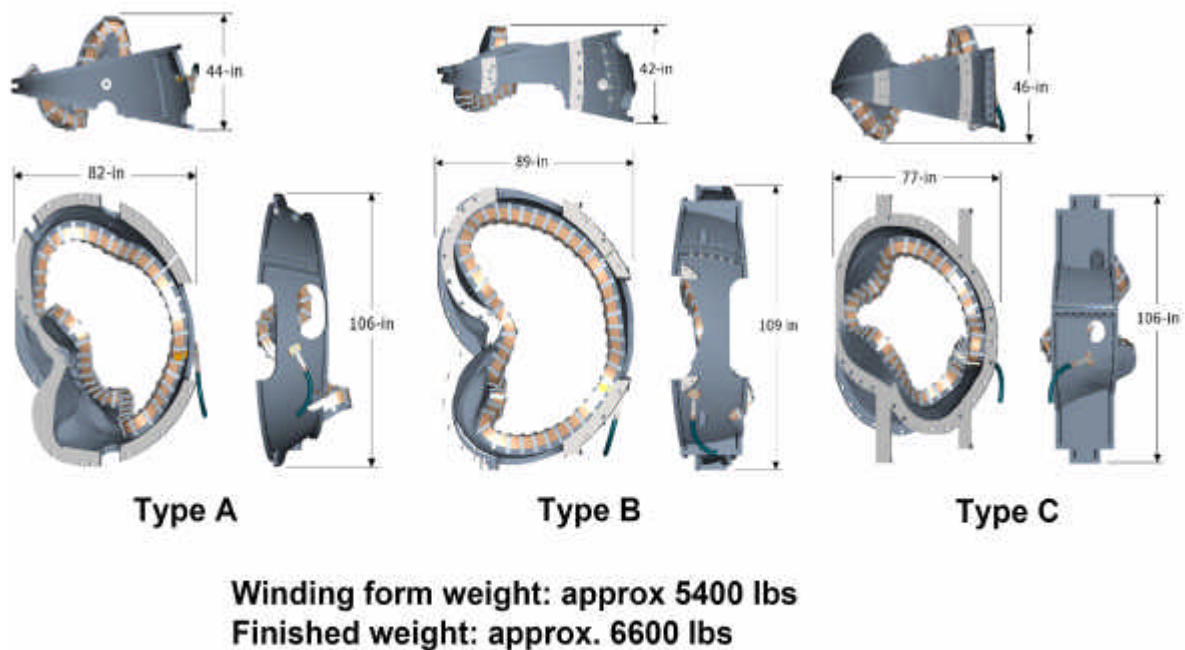 44-in
42-in
46-in
82-in
89-in
77-in
106-in
109 in
106-in
Type A
Type B
Type C
Winding form weight: approx 5400 lbs
Finished weight: approx. 6600 lbs